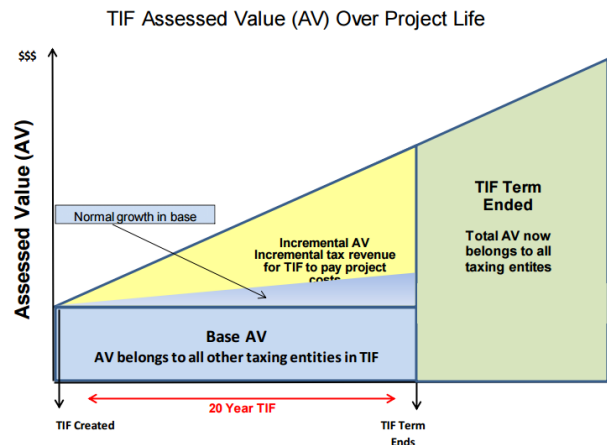 TIF Assessed Value (AV) Over Project Life
$$$
Assessed Value (AV)
Normal growth in base
Incremental AV
Incremental tax revenue
for TIF to pay project
costs
TIF Term
Ended
Total AV now
belongs to all
taxing entites
Base AV
AV belongs to all other taxing entities in TIF
20 Year TIF
TIF Created
TIF Term
Ends